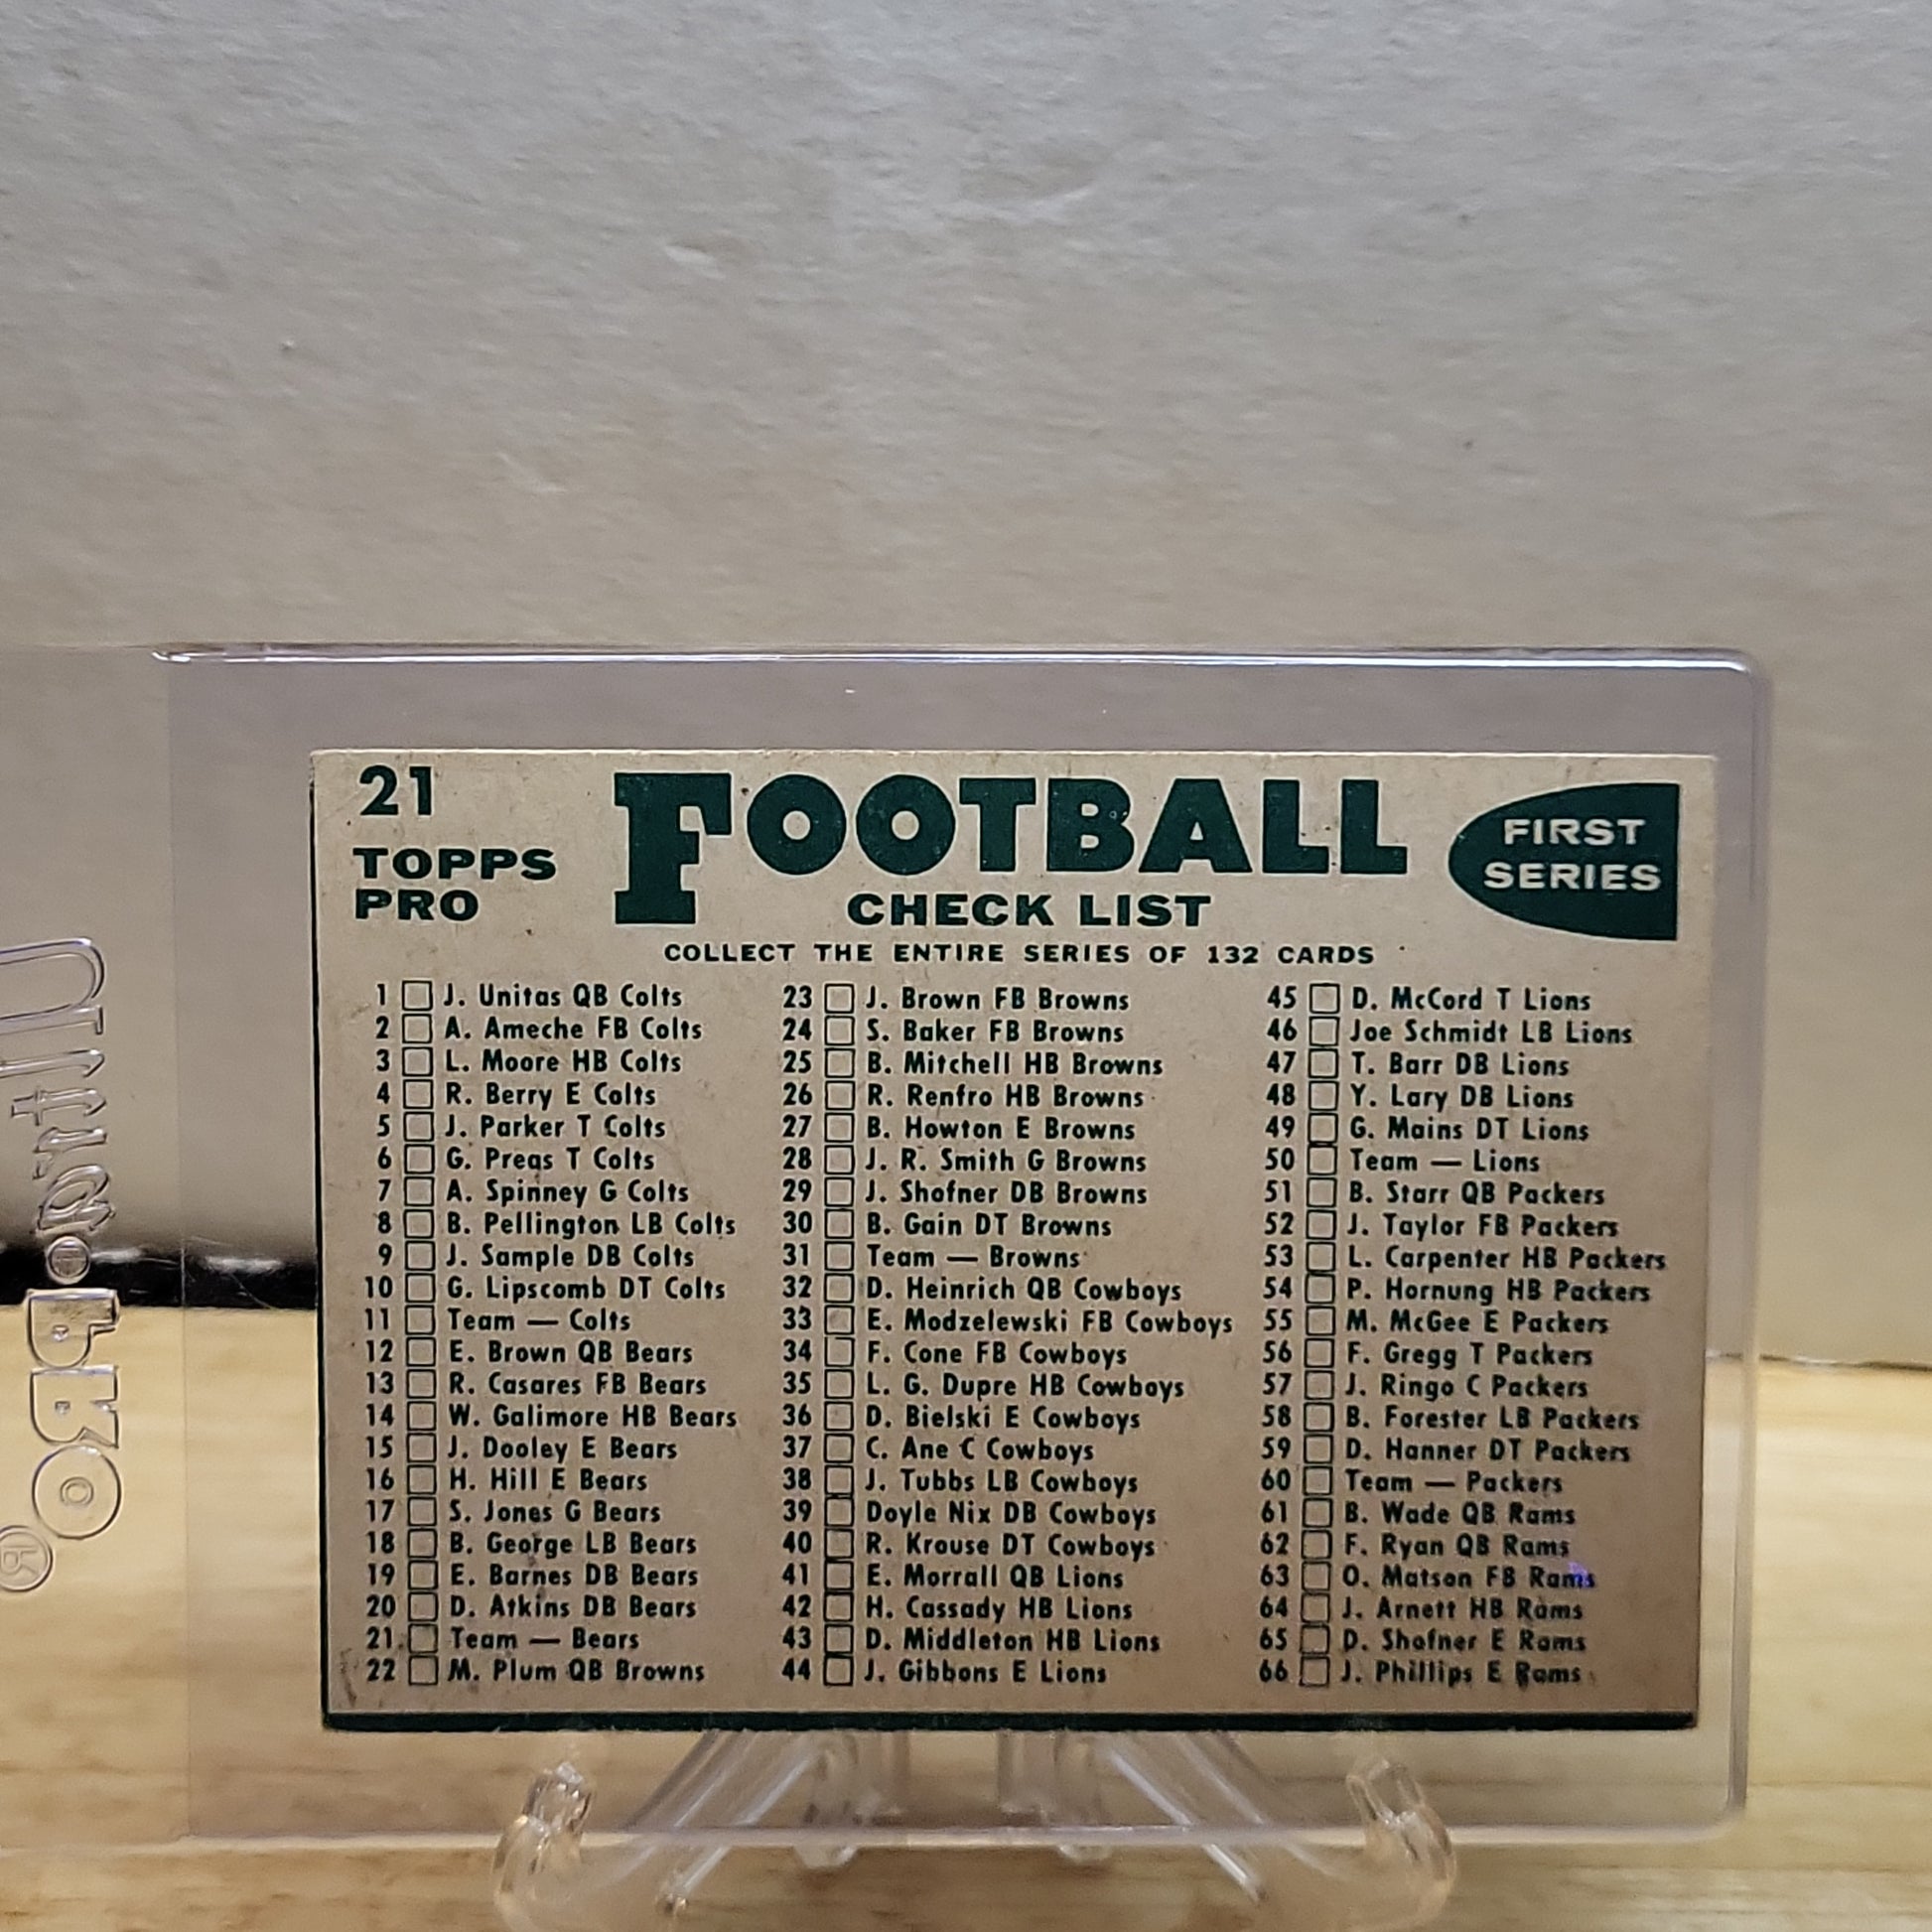 21
TOPPS
PRO
FOOTBALL
CHECK LIST
FIRST
SERIES
COLLECT THE ENTIRE SERIES OF 132 CARDS
1 J. Unitas QB Colts
2 A. Ameche FB Colts
3 L. Moore HB Colts
4 R. Berry E Colts
5 J. Parker T Colts
6 G. Preas T Colts
7 A. Spinney G Colts
8 B. Pellington LB Colts
9 J. Sample DB Colts
10 G. Lipscomb DT Colts
11 Team — Colts
12 E. Brown QB Bears
13 R. Casares FB Bears
14 W. Galimore HB Bears
15 J. Dooley E Bears
16 H. Hill E Bears
17 S. Jones G Bears
18 B. George LB Bears
19 E. Barnes DB Bears
20 D. Atkins DB Bears
21 Team — Bears
22 M. Plum QB Browns
23 J. Brown FB Browns
24 S. Baker FB Browns
25 B. Mitchell HB Browns
26 R. Renfro HB Browns
27 B. Howton E Browns
28 J. R. Smith G Browns
29 J. Shofner DB Browns
30 B. Gain DT Browns
31 Team — Browns
32 D. Heinrich QB Cowboys
33 E. Modzelewski FB Cowboys
34 F. Cone FB Cowboys
35 L. G. Dupre HB Cowboys
36 D. Bielski E Cowboys
37 C. Ane C Cowboys
38 J. Tubbs LB Cowboys
39 Doyle Nix DB Cowboys
40 R. Krouse DT Cowboys
41 E. Morrall QB Lions
42 H. Cassady HB Lions
43 D. Middleton HB Lions
44 J. Gibbons E Lions
45 D. McCord T Lions
46 Joe Schmidt LB Lions
47 T. Barr DB Lions
48 Y. Lary DB Lions
49 G. Mains DT Lions
50 Team — Lions
51 B. Starr QB Packers
52 J. Taylor FB Packers
53 L. Carpenter HB Packers
54 P. Hornung HB Packers
55 M. McGee E Packers
56 F. Gregg T Packers
57 J. Ringo C Packers
58 B. Forester LB Packers
59 D. Hanner DT Packers
60 Team — Packers
61 B. Wade QB Rams
62 F. Ryan QB Rams
63 O. Matson FB Rams
64 J. Arnett HB Rams
65 D. Shofner E Rams
66 J. Phillips E Rams
Ultra•PRO®